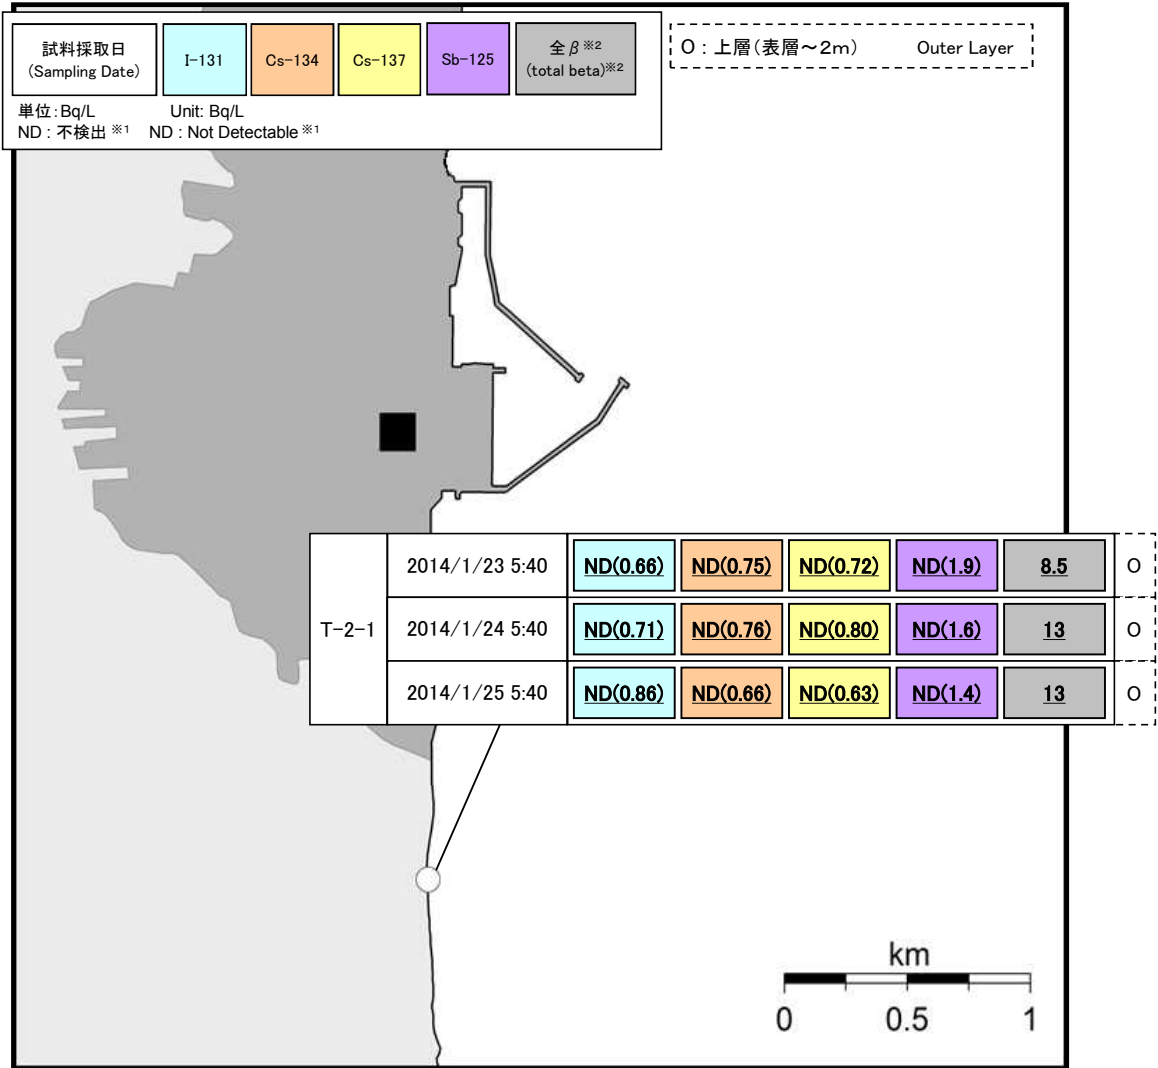 試料採取日
(Sampling Date)
I-131
Cs-134
Cs-137
Sb-125
全β※2
(total beta)※2
単位:Bq/L Unit: Bq/L
ND : 不検出 ※1 ND : Not Detectable ※1
O : 上層(表層~2m) Outer Layer
T-2-1
2014/1/23 5:40 ND(0.66) ND(0.75) ND(0.72) ND(1.9) 8.5 O
2014/1/24 5:40 ND(0.71) ND(0.76) ND(0.80) ND(1.6) 13 O
2014/1/25 5:40 ND(0.86) ND(0.66) ND(0.63) ND(1.4) 13 O
km
0 0.5 1